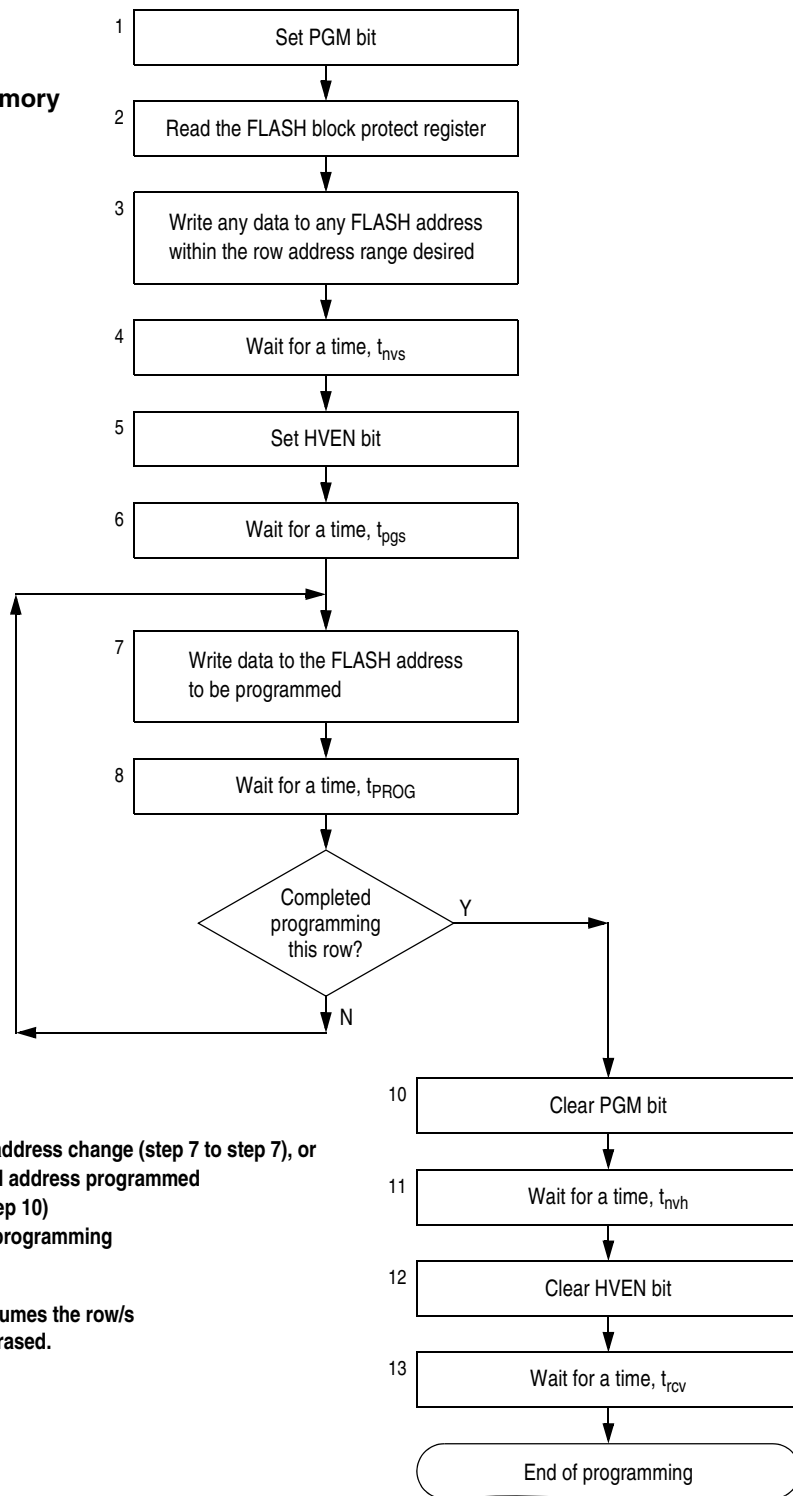 1
Set PGM bit
mory
2
Read the FLASH block protect register
3
Write any data to any FLASH address
within the row address range desired
4
Wait for a time, tnvs
5
Set HVEN bit
6
Wait for a time, tpgs
7
Write data to the FLASH address
to be programmed
8
Wait for a time, tPROG
Completed
programming
this row?
Y
N
10
Clear PGM bit
address change (step 7 to step 7), or
address programmed
ep 10)
programming
11
Wait for a time, tnvh
12
Clear HVEN bit
umes the row/s
rased.
13
Wait for a time, trcv
End of programming